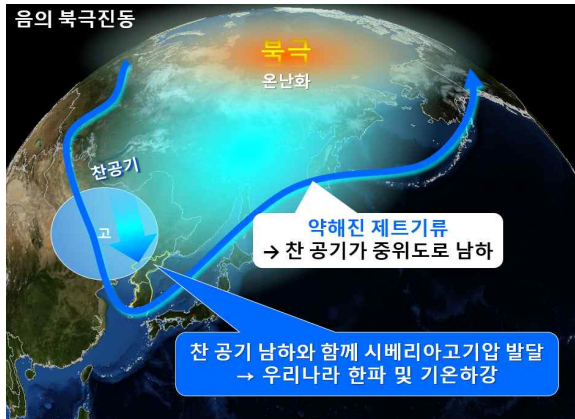 음의 북극진동
북극
온난화
찬공기
고
약해진 제트기류
→ 찬 공기가 중위도로 남하
찬 공기 남하와 함께 시베리아고기압 발달
→ 우리나라 한파 및 기온하강